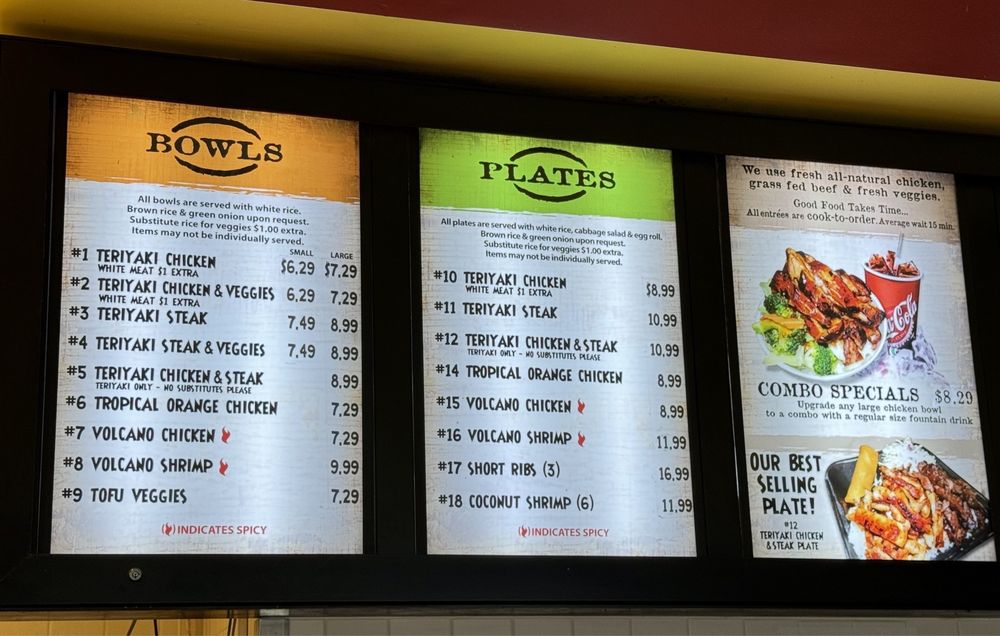 BOWLS
All bowls are served with white rice.
Brown rice & green onion upon request.
Substitute rice for veggies $1.00 extra.
Items may not be individually served.
SMALL LARGE
#1 TERIYAKI CHICKEN $6.29 $7.29
WHITE MEAT $1 EXTRA
#2 TERIYAKI CHICKEN & VEGGIES 6.29 7.29
WHITE MEAT $1 EXTRA
#3 TERIYAKI STEAK 7.49 8.99
#4 TERIYAKI STEAK & VEGGIES 7.49 8.99
#5 TERIYAKI CHICKEN & STEAK 8.99
TERIYAKI ONLY - NO SUBSTITUTES PLEASE
#6 TROPICAL ORANGE CHICKEN 7.29
#7 VOLCANO CHICKEN 7.29
#8 VOLCANO SHRIMP 9.99
#9 TOFU VEGGIES 7.29
( ) INDICATES SPICY
PLATES
All plates are served with white rice, cabbage salad & egg roll.
Brown rice & green onion upon request.
Substitute rice for veggies $1.00 extra.
Items may not be individually served.
#10 TERIYAKI CHICKEN $8.99
WHITE MEAT $1 EXTRA
#11 TERIYAKI STEAK 10.99
#12 TERIYAKI CHICKEN & STEAK 10.99
TERIYAKI ONLY - NO SUBSTITUTES PLEASE
#14 TROPICAL ORANGE CHICKEN 8.99
#15 VOLCANO CHICKEN 8.99
#16 VOLCANO SHRIMP 11.99
#17 SHORT RIBS (3) 16.99
#18 COCONUT SHRIMP (6) 11.99
( ) INDICATES SPICY
We use fresh all-natural chicken,
grass fed beef & fresh veggies.
Good Food Takes Time...
All entrées are cook-to-order. Average wait 15 min.
Coca-Cola
COMBO SPECIALS $8.29
Upgrade any large chicken bowl
to a combo with a regular size fountain drink
OUR BEST
SELLING
PLATE!
#12
TERIYAKI CHICKEN
& STEAK PLATE